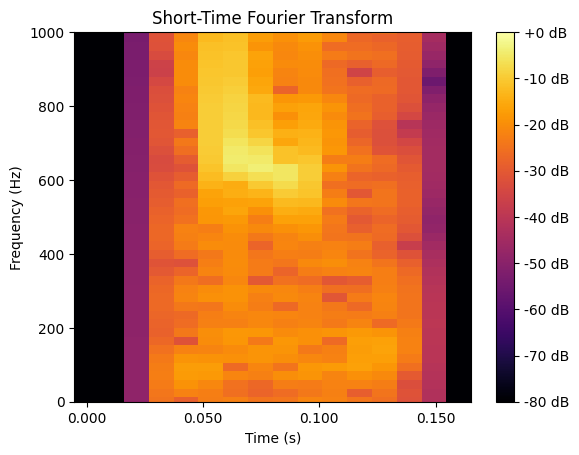 Short-Time Fourier Transform
Frequency (Hz)
1000
800
600
400
200
0
0.000
0.050
0.100
0.150
Time (s)
+0 dB
-10 dB
-20 dB
-30 dB
-40 dB
-50 dB
-60 dB
-70 dB
-80 dB